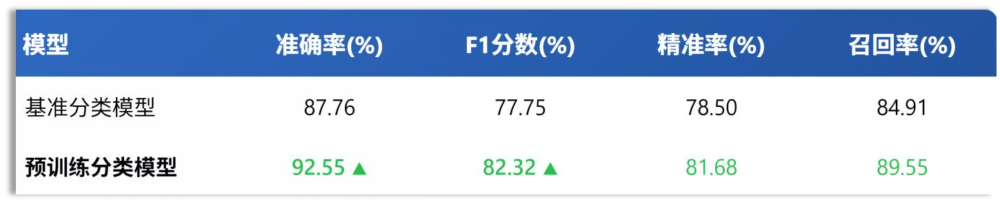 模型 准确率(%) F1分数(%) 精准率(%) 召回率(%)
基准分类模型 87.76 77.75 78.50 84.91
预训练分类模型 92.55 ▲ 82.32 ▲ 81.68 89.55